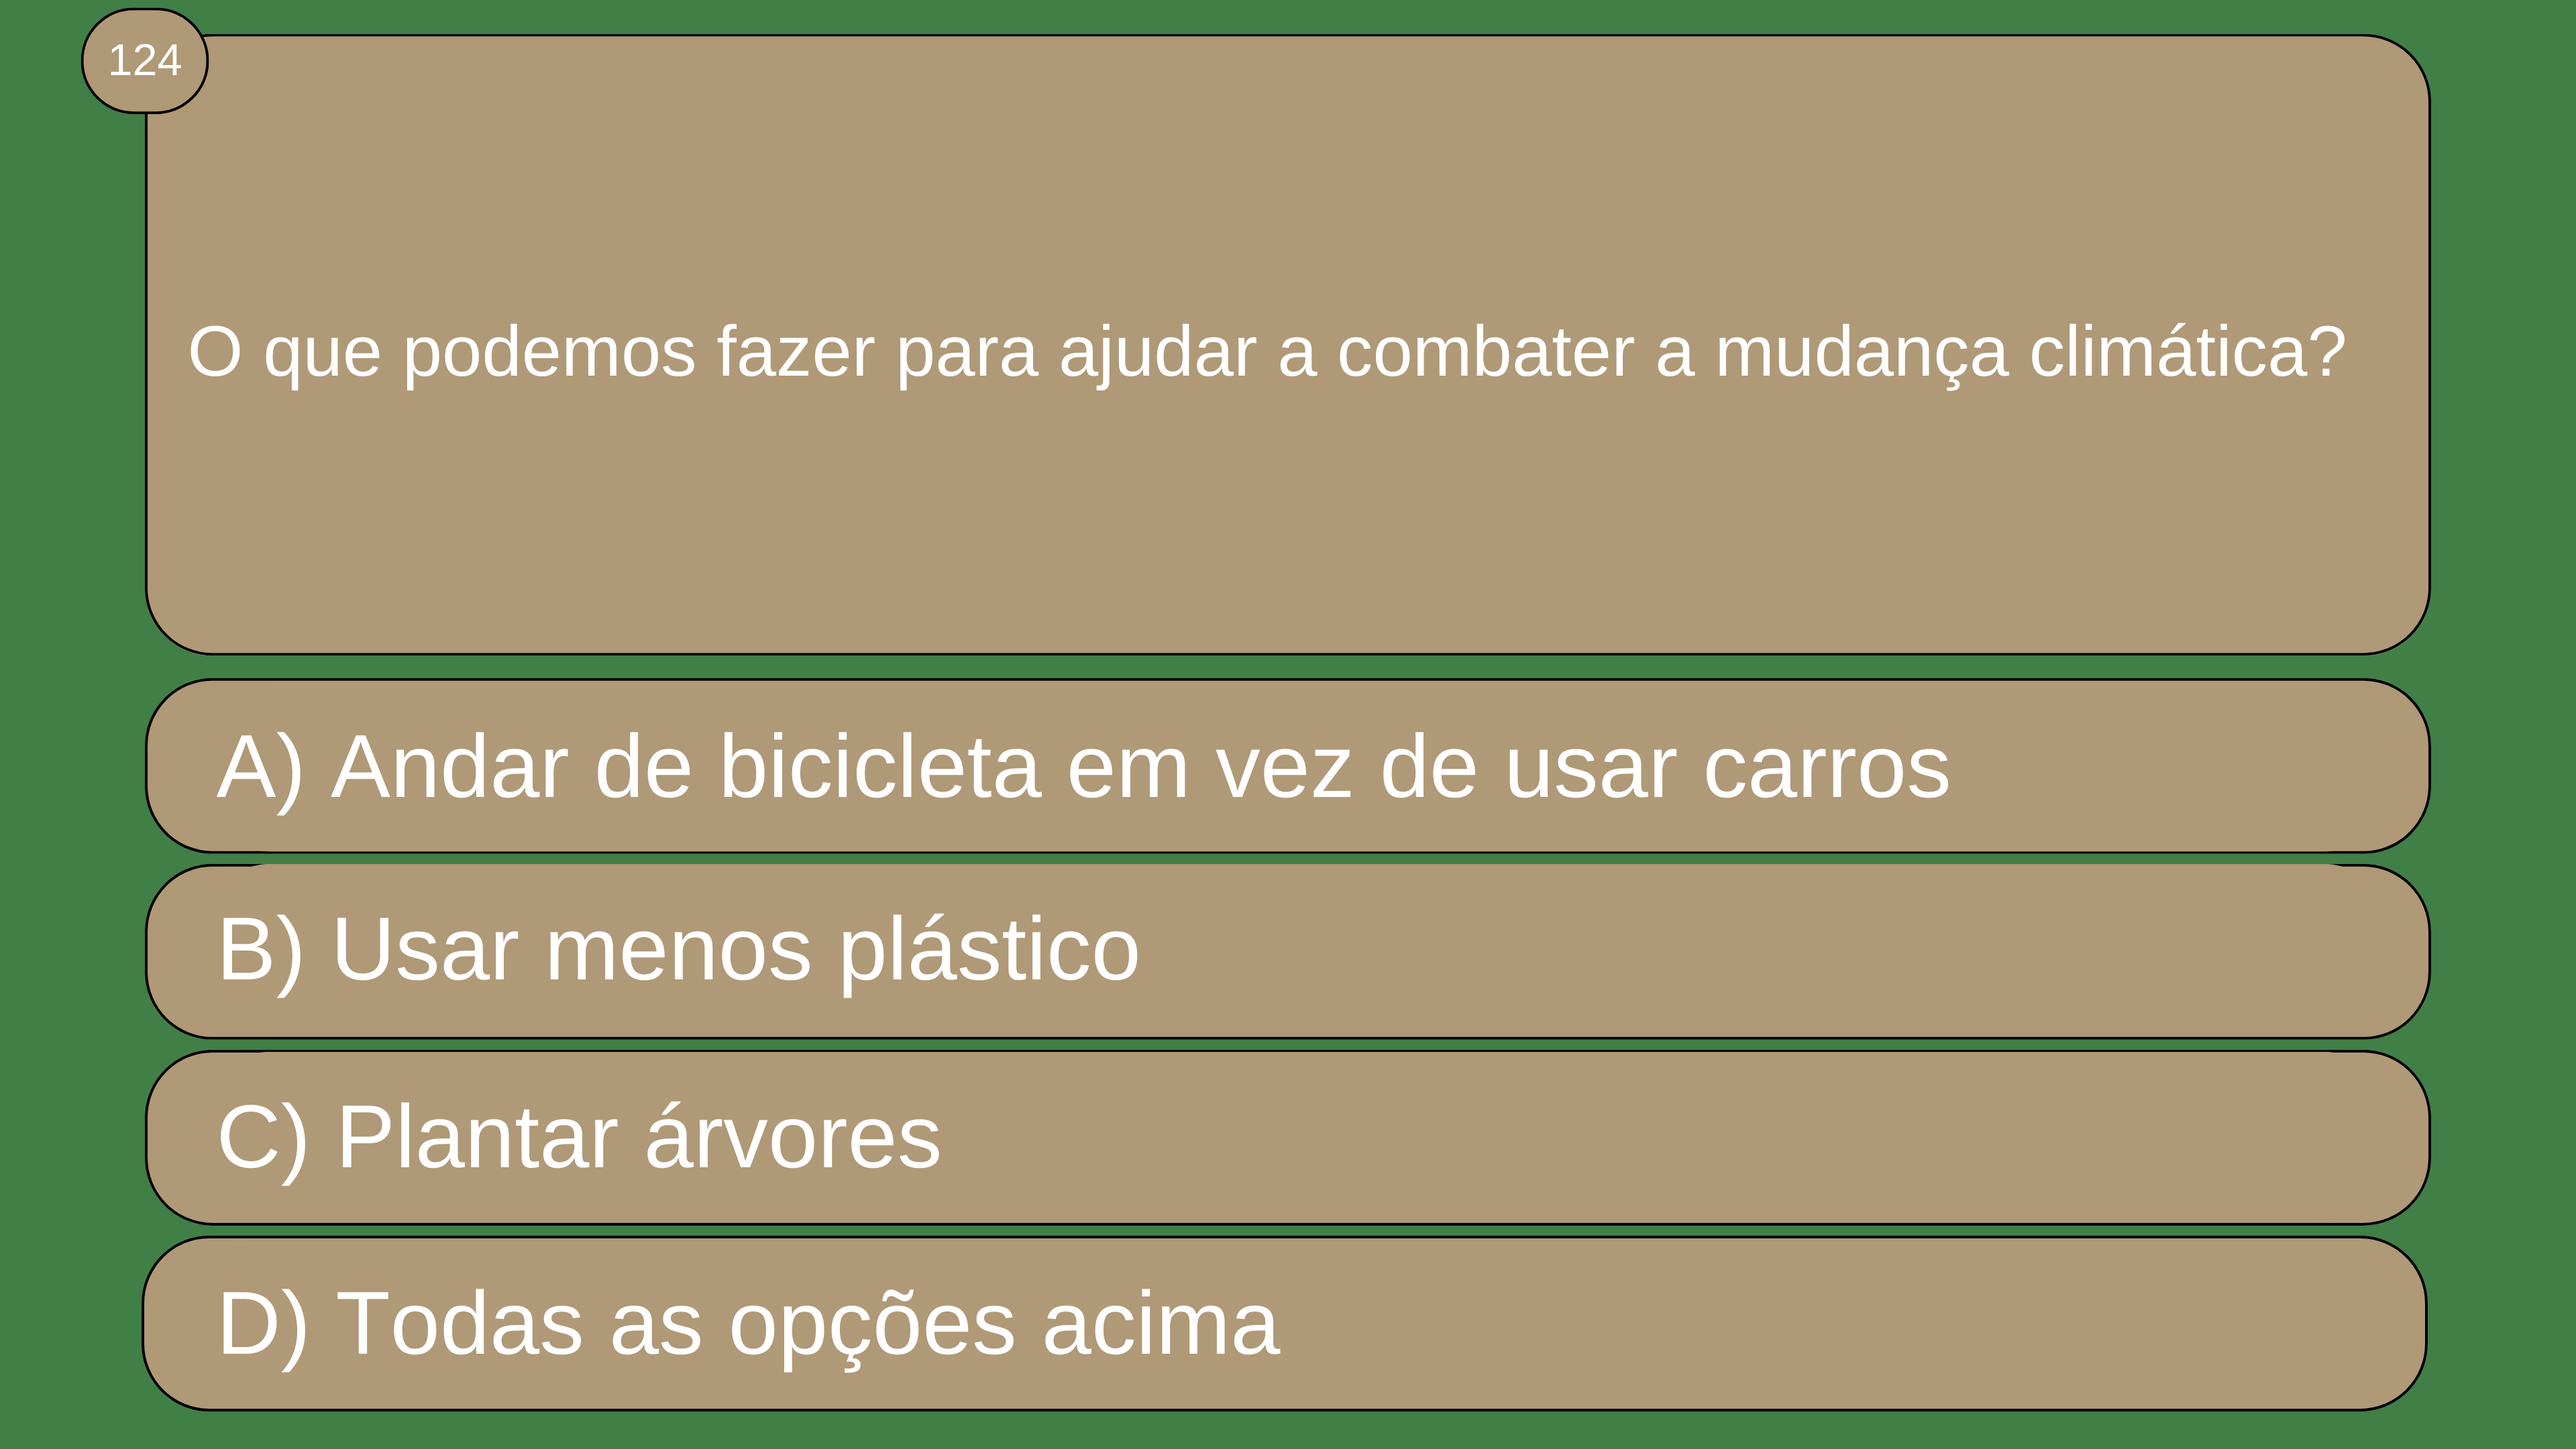 124
O que podemos fazer para ajudar a combater a mudança climática?
A) Andar de bicicleta em vez de usar carros
B) Usar menos plástico
C) Plantar árvores
D) Todas as opções acima